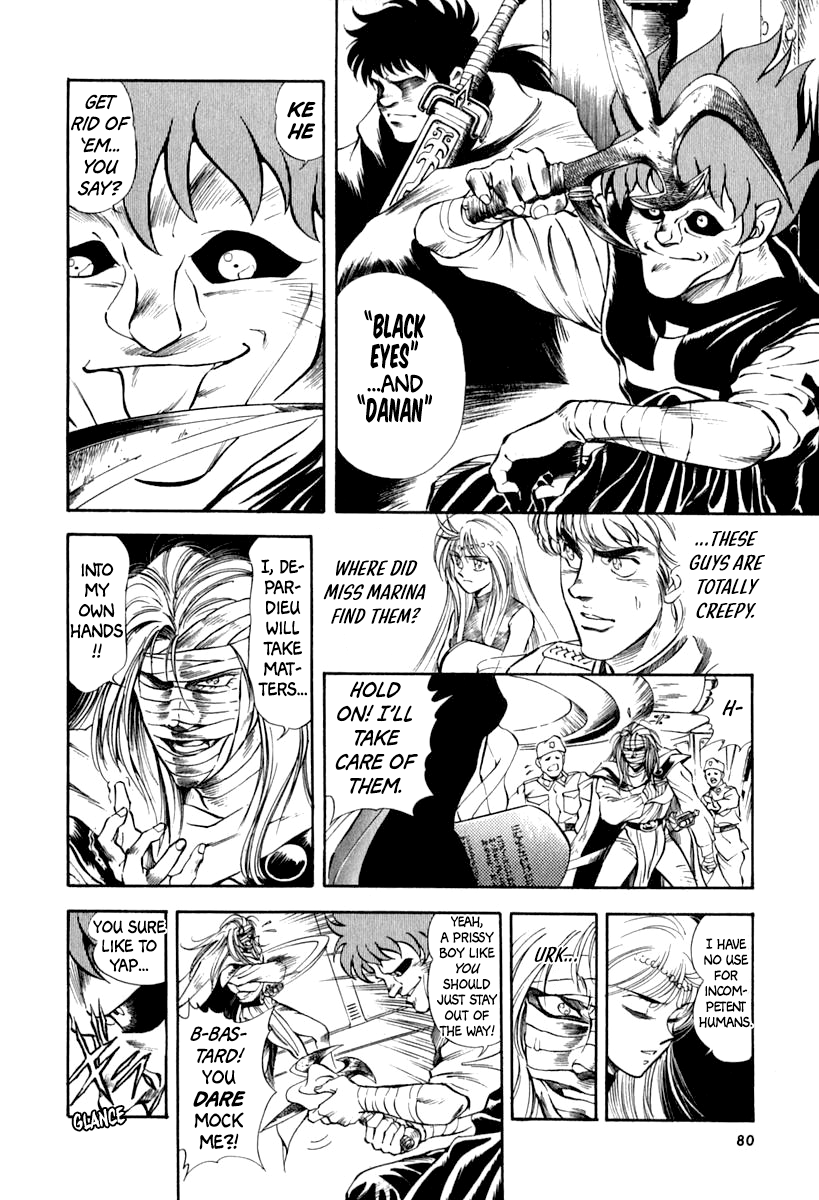 "BLACK
EYES"
...AND
"DANAN"
KE
HE
GET
RID OF
'EM...
YOU
SAY?
...THESE
GUYS ARE
TOTALLY
CREEPY.
WHERE DID
MISS MARINA
FIND THEM?
H-
HOLD
ON! I'LL
TAKE
CARE OF
THEM.
I, DE-
PAR-
DIEU
WILL
TAKE
MAT-
TERS...
INTO
MY
OWN
HANDS
!!
I HAVE
NO USE
FOR
INCOM-
PETENT
HUMANS.
URK...
YEAH,
A PRISSY
BOY LIKE
YOU
SHOULD
JUST STAY
OUT OF
THE WAY!
B-BAS-
TARD!
YOU
DARE
MOCK
ME?!
YOU SURE
LIKE TO
YAP...
GLANCE
80